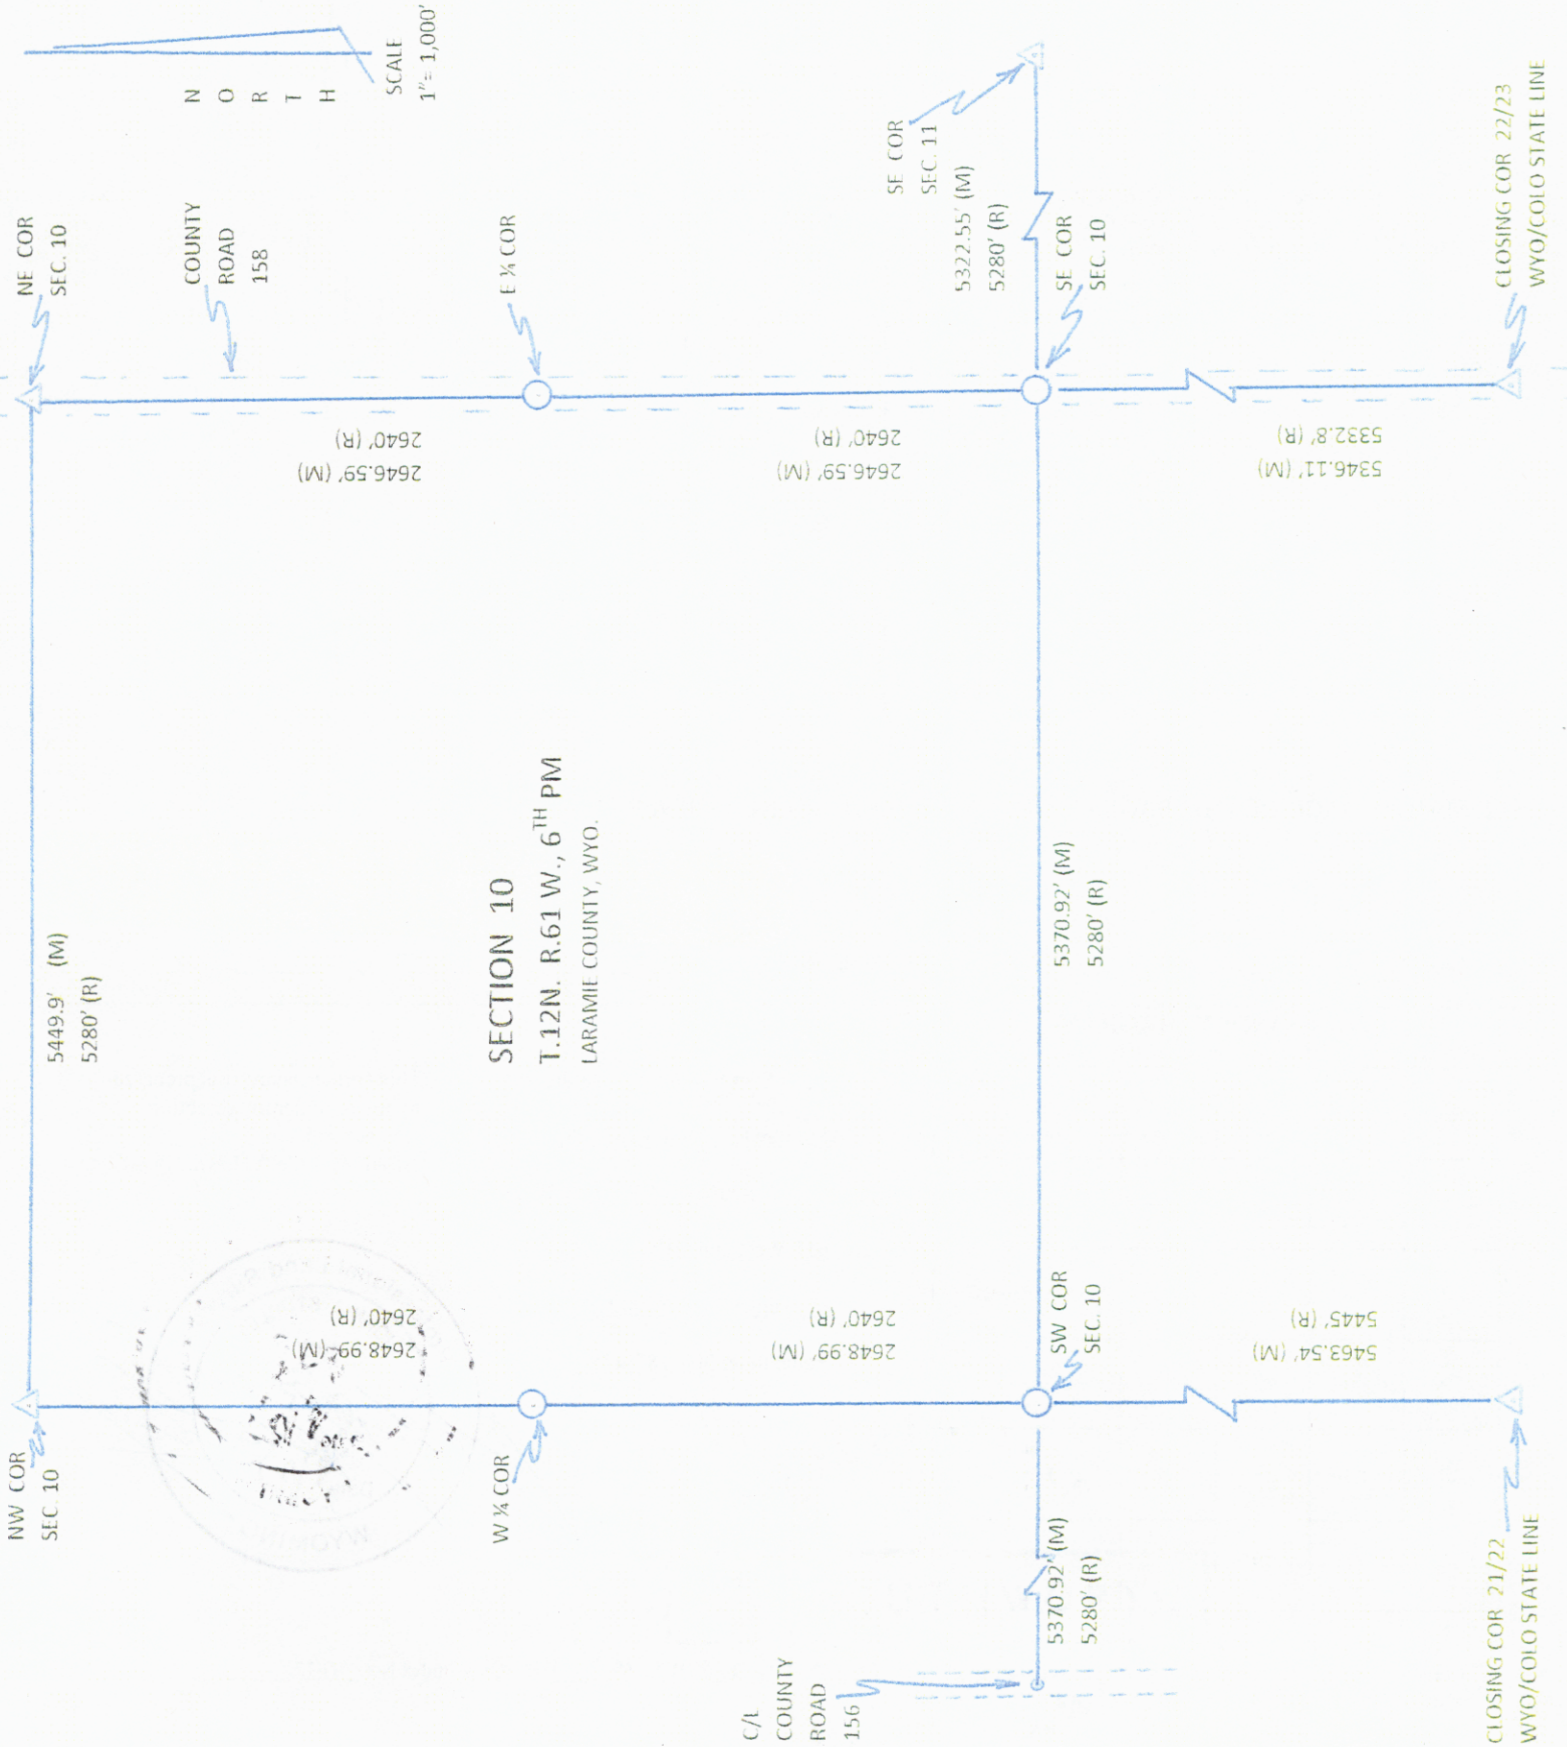 NW COR
SEC. 10
NE COR
SEC. 10
N
O
R
T
H
SCALE
1"= 1,000'
5449.9' (M)
5280' (R)
COUNTY
ROAD
158
2640' (R)
2648.99' (M)
2640' (R)
2646.59' (M)
WYOMING
W ¼ COR
E ¼ COR
SECTION 10
T.12N. R.61 W., 6TH PM
LARAMIE COUNTY, WYO.
2640' (R)
2648.99' (M)
2640' (R)
2646.59' (M)
C/L
COUNTY
ROAD
156
SE COR
SEC. 11
5322.55' (M)
5280' (R)
5370.92' (M)
5280' (R)
SW COR
SEC. 10
5370.92' (M)
5280' (R)
SE COR
SEC. 10
5445' (R)
5463.54' (M)
5332.8' (R)
5346.11' (M)
CLOSING COR 21/22
WYO/COLO STATE LINE
CLOSING COR 22/23
WYO/COLO STATE LINE